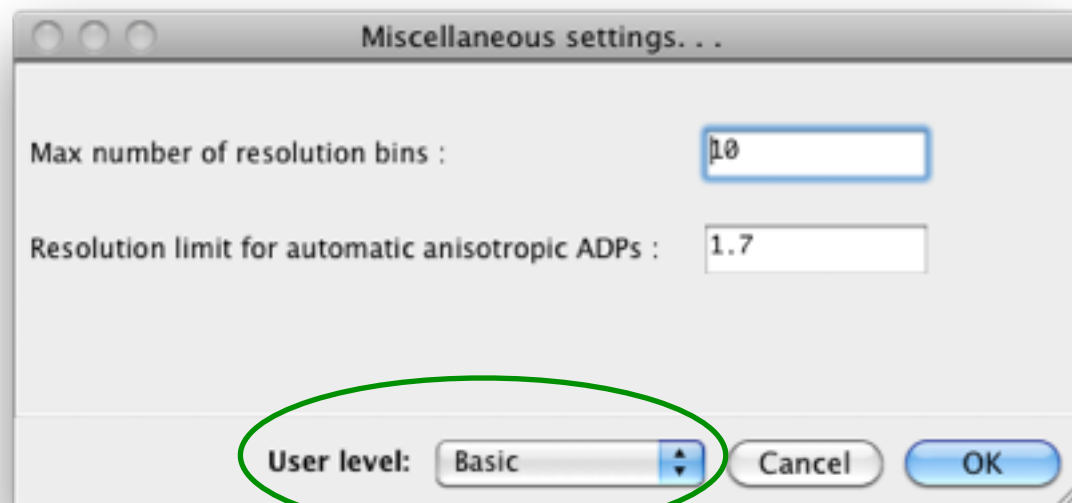 Miscellaneous settings. . .
Max number of resolution bins : 10
Resolution limit for automatic anisotropic ADPs : 1.7
User level: Basic Cancel OK